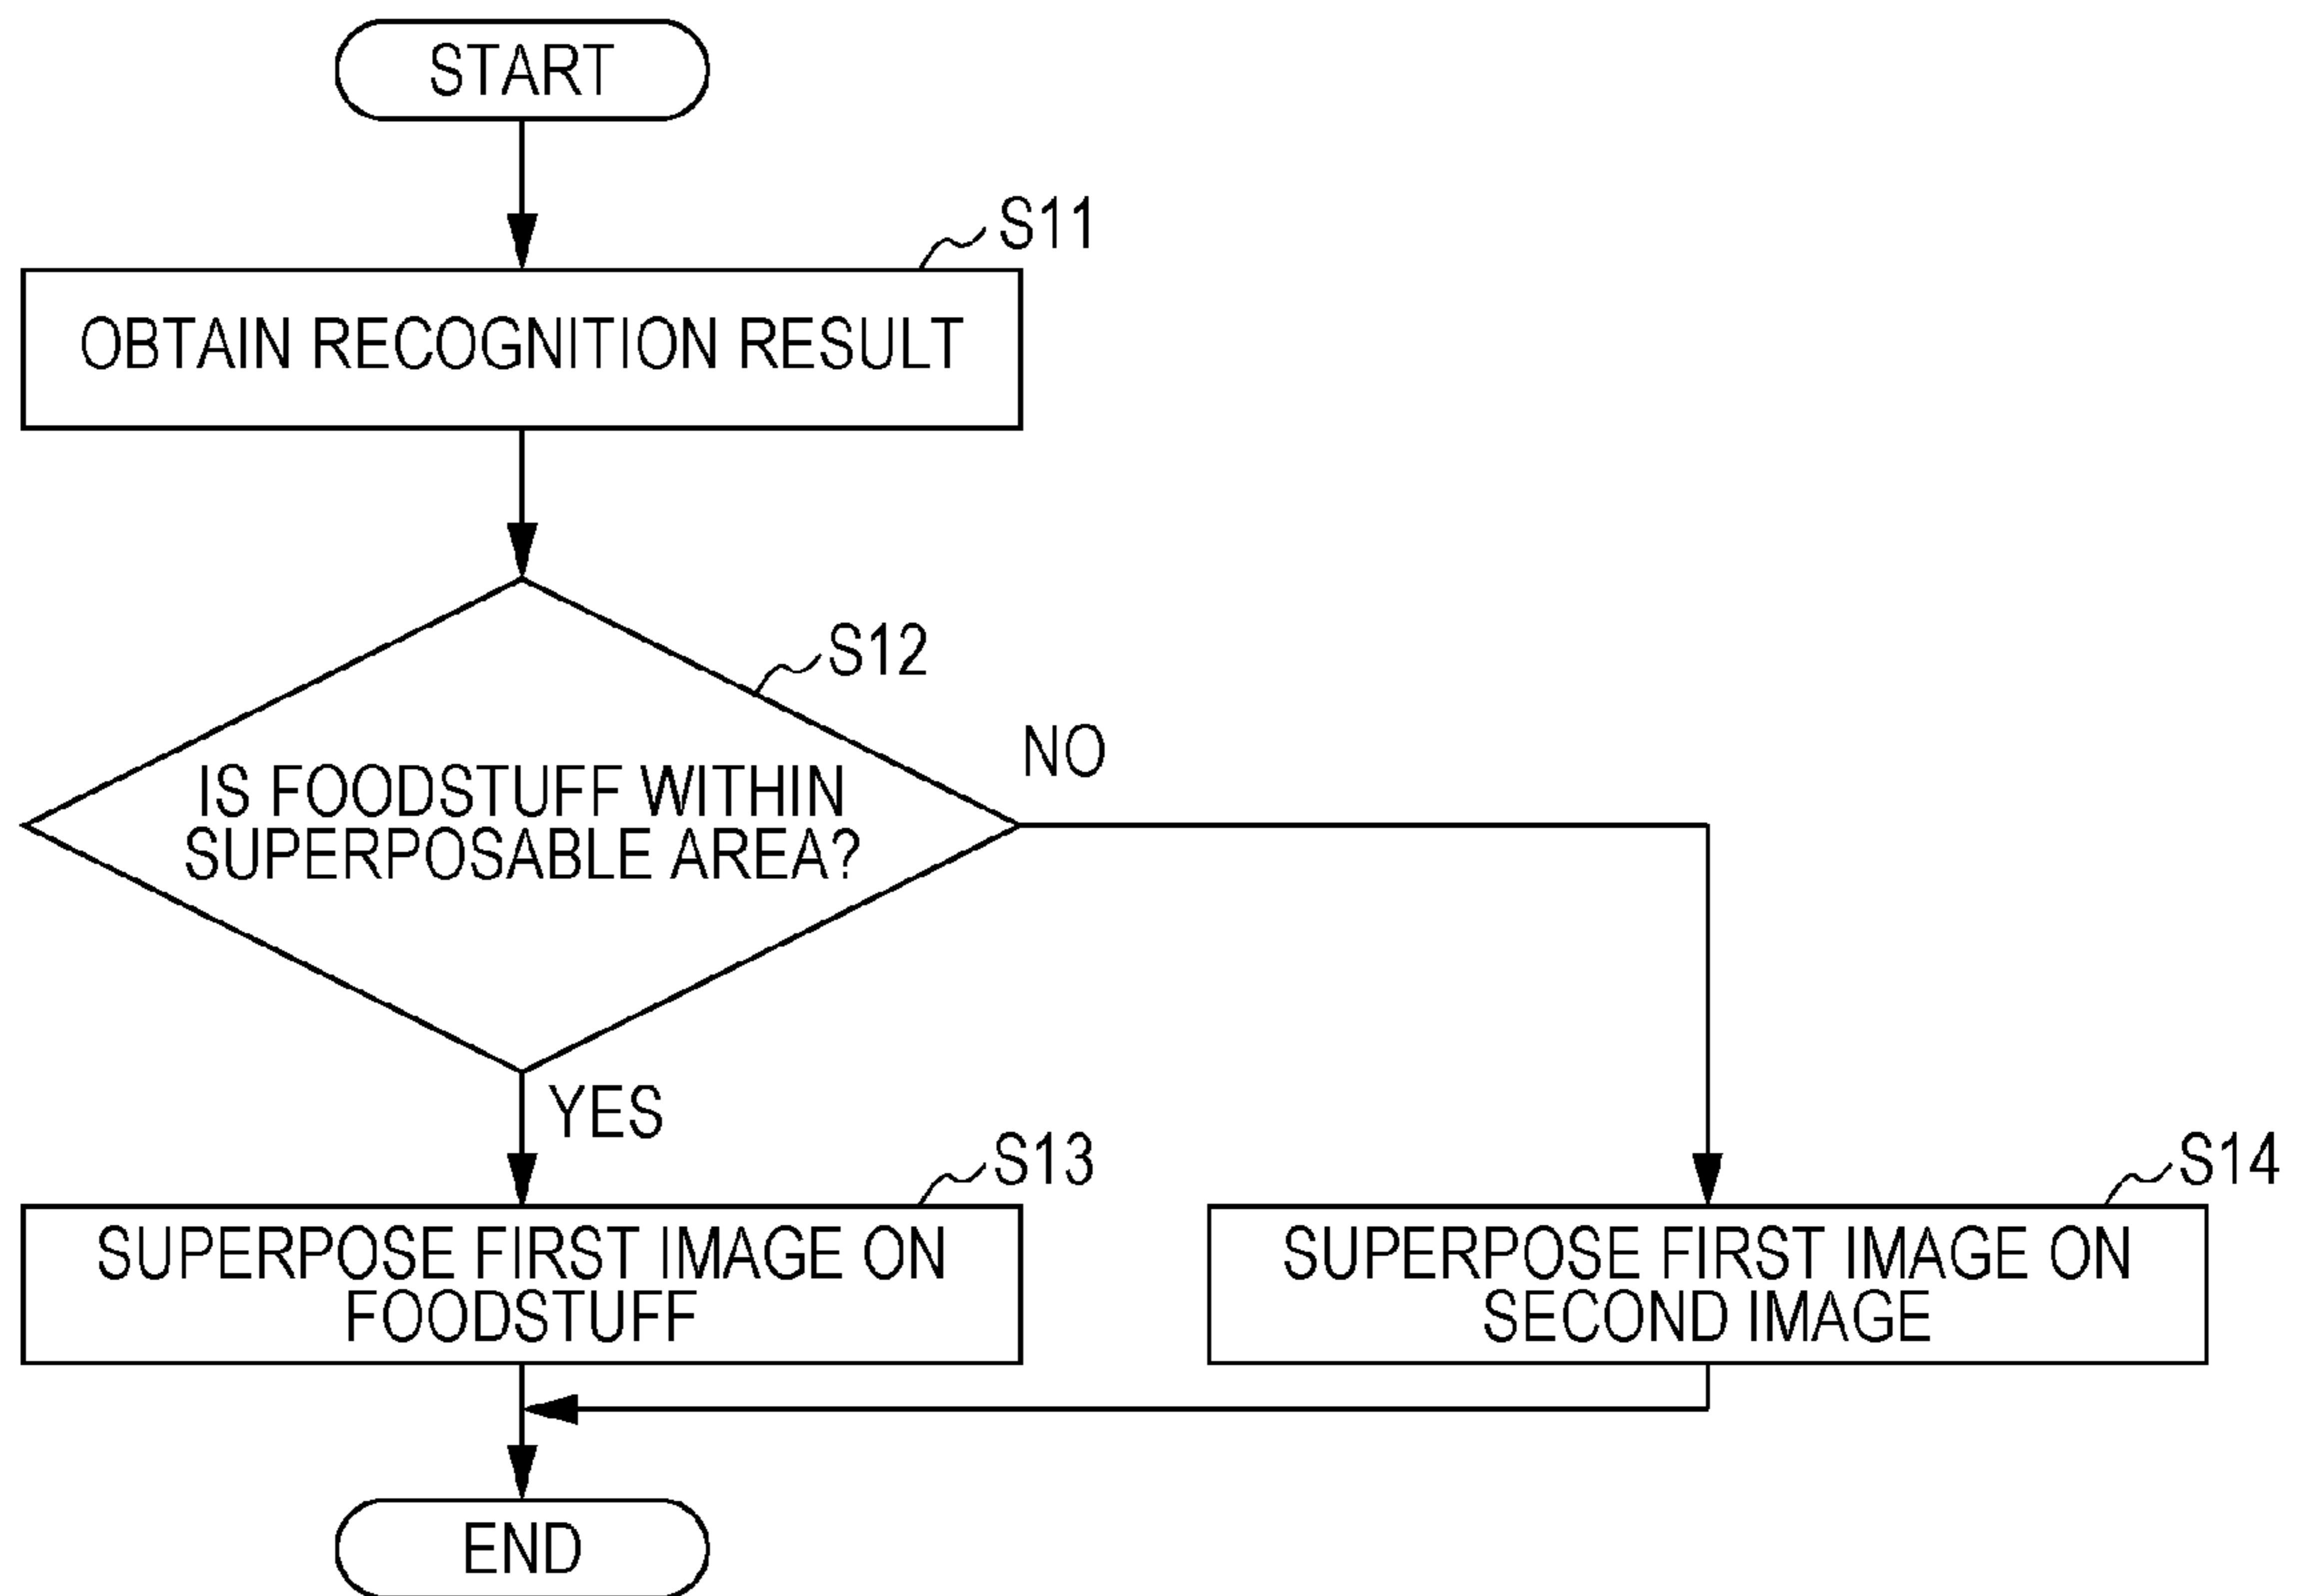 START
S11
OBTAIN RECOGNITION RESULT
S12
NO
IS FOODSTUFF WITHIN
SUPERPOSABLE AREA?
YES
S13
SUPERPOSE FIRST IMAGE ON
FOODSTUFF
S14
SUPERPOSE FIRST IMAGE ON
SECOND IMAGE
END